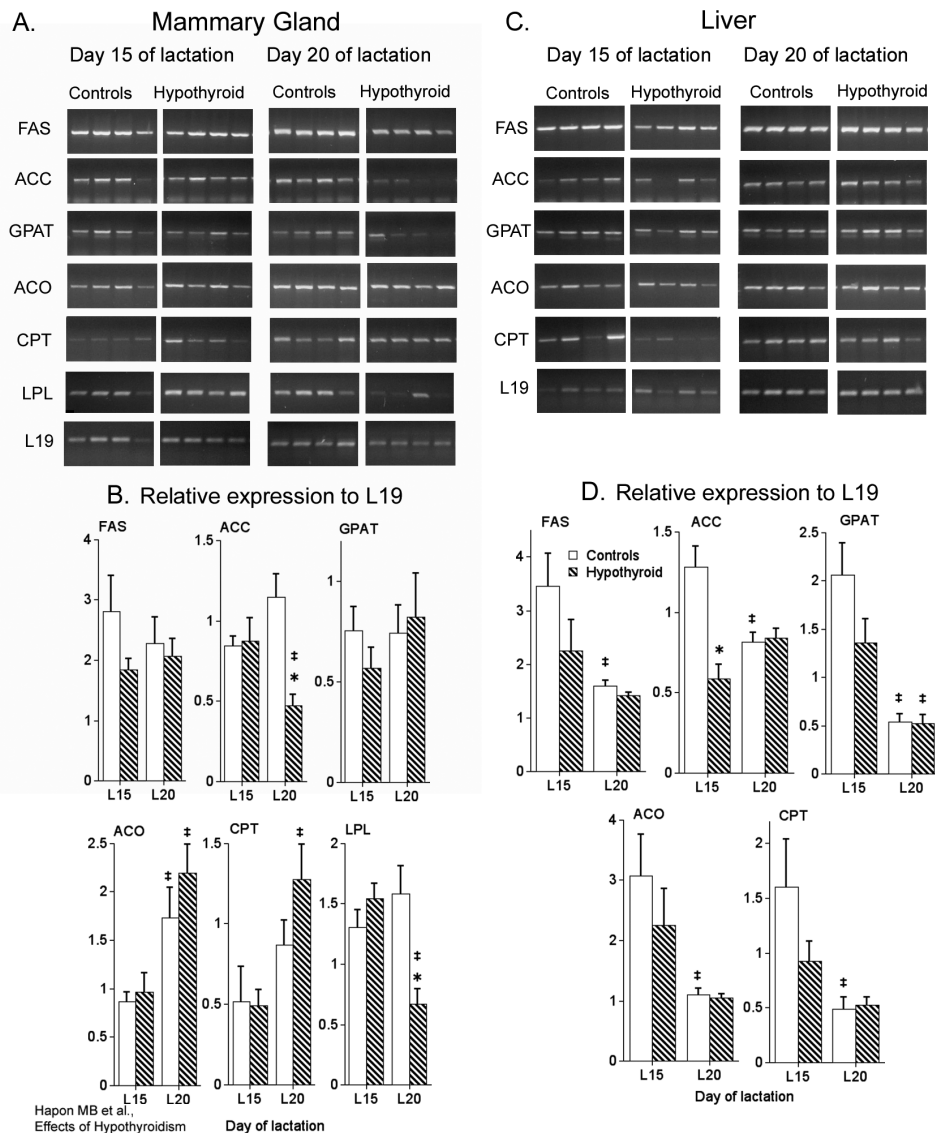 A. Mammary Gland
Day 15 of lactation Day 20 of lactation
Controls Hypothyroid Controls Hypothyroid
FAS
ACC
GPAT
ACO
CPT
LPL
L19
C. Liver
Day 15 of lactation Day 20 of lactation
Controls Hypothyroid Controls Hypothyroid
FAS
ACC
GPAT
ACO
CPT
L19
B. Relative expression to L19
FAS ACC GPAT
4
3
2
1
0
L15 L20
1.5
1
0.5
0
‡
*
L15 L20
1
0.5
0
L15 L20
ACO CPT LPL
2.5
2
1.5
1
0.5
0
‡ ‡
L15 L20
1.5
1
0.5
0
‡
L15 L20
2
1.5
1
0.5
0
‡
*
L15 L20
Day of lactation
Hapon MB et al.,
Effects of Hypothyroidism
D. Relative expression to L19
FAS ACC GPAT
Controls
Hypothyroid
4
3
2
1
0
‡
L15 L20
1.5
1
0.5
0
* ‡
L15 L20
2.5
2
1.5
1
0.5
0
‡ ‡
L15 L20
ACO CPT
4
3
2
1
0
‡
L15 L20
2
1.5
1
0.5
0
‡
L15 L20
Day of lactation